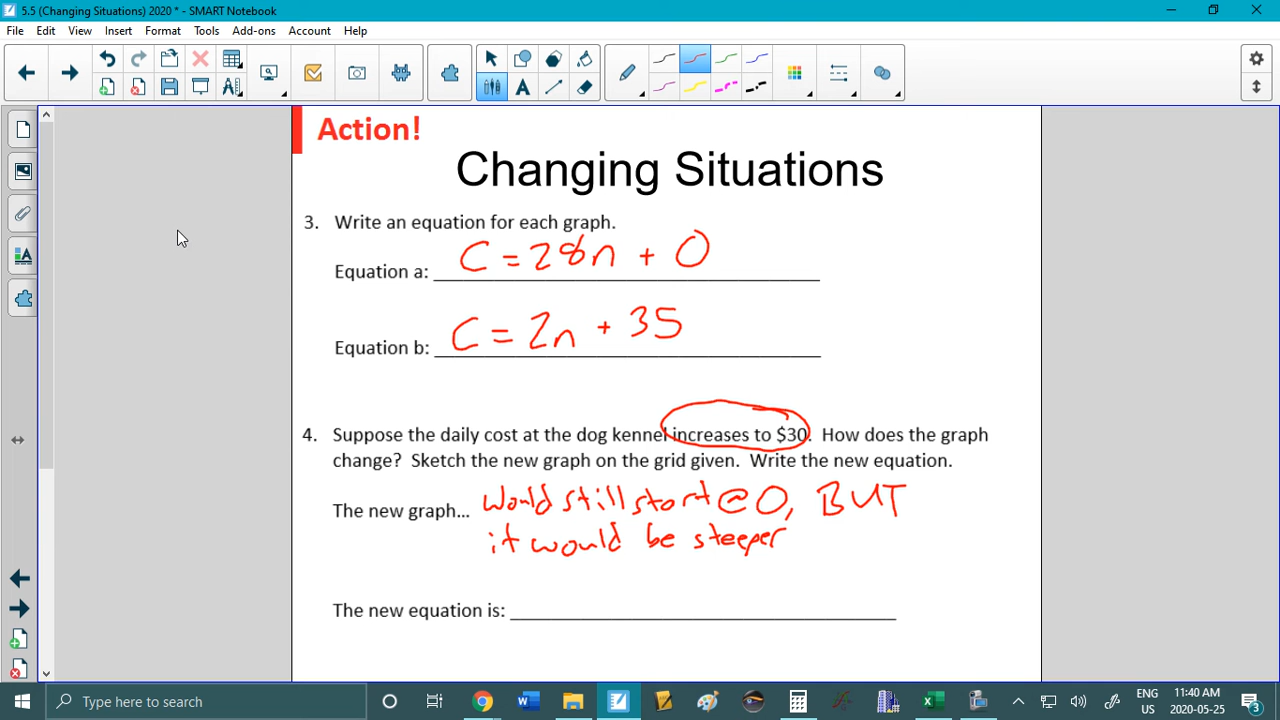 5.5 (Changing Situations) 2020 * - SMART Notebook
File Edit View Insert Format Tools Add-ons Account Help
Action!
Changing Situations
3. Write an equation for each graph.
Equation a: C = 28n + 0
Equation b: C = 2n + 35
4. Suppose the daily cost at the dog kennel increases to $30. How does the graph
change? Sketch the new graph on the grid given. Write the new equation.
The new graph... would still start @ 0, BUT
it would be steeper
The new equation is:
Type here to search
ENG
US
11:40 AM
2020-05-25
3